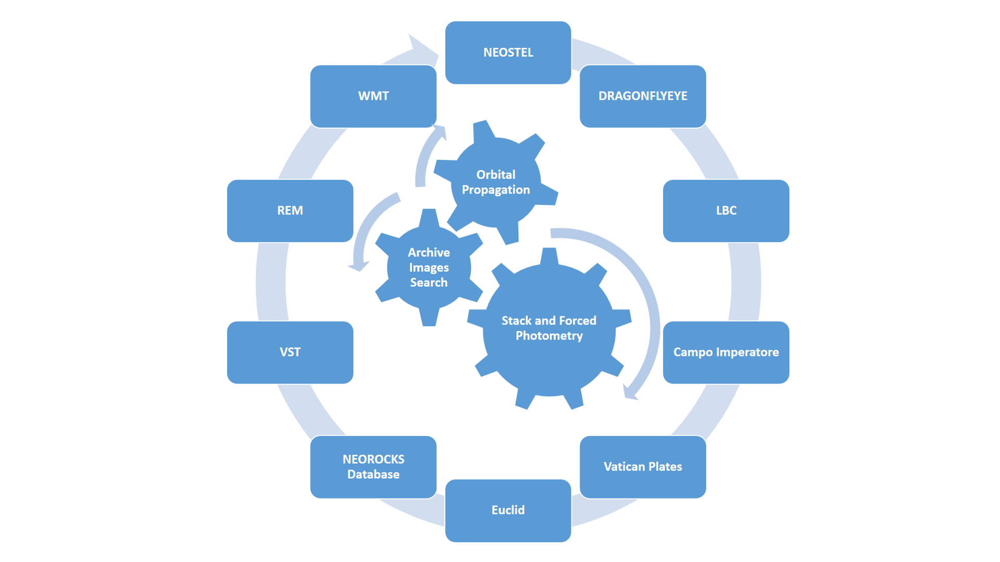 NEOSTEL
WMT
DRAGONFLYEYE
Orbital
Propagation
REM
LBC
Archive
Images
Search
Stack and Forced
Photometry
VST
Campo Imperatore
NEOROCKS
Database
Vatican Plates
Euclid